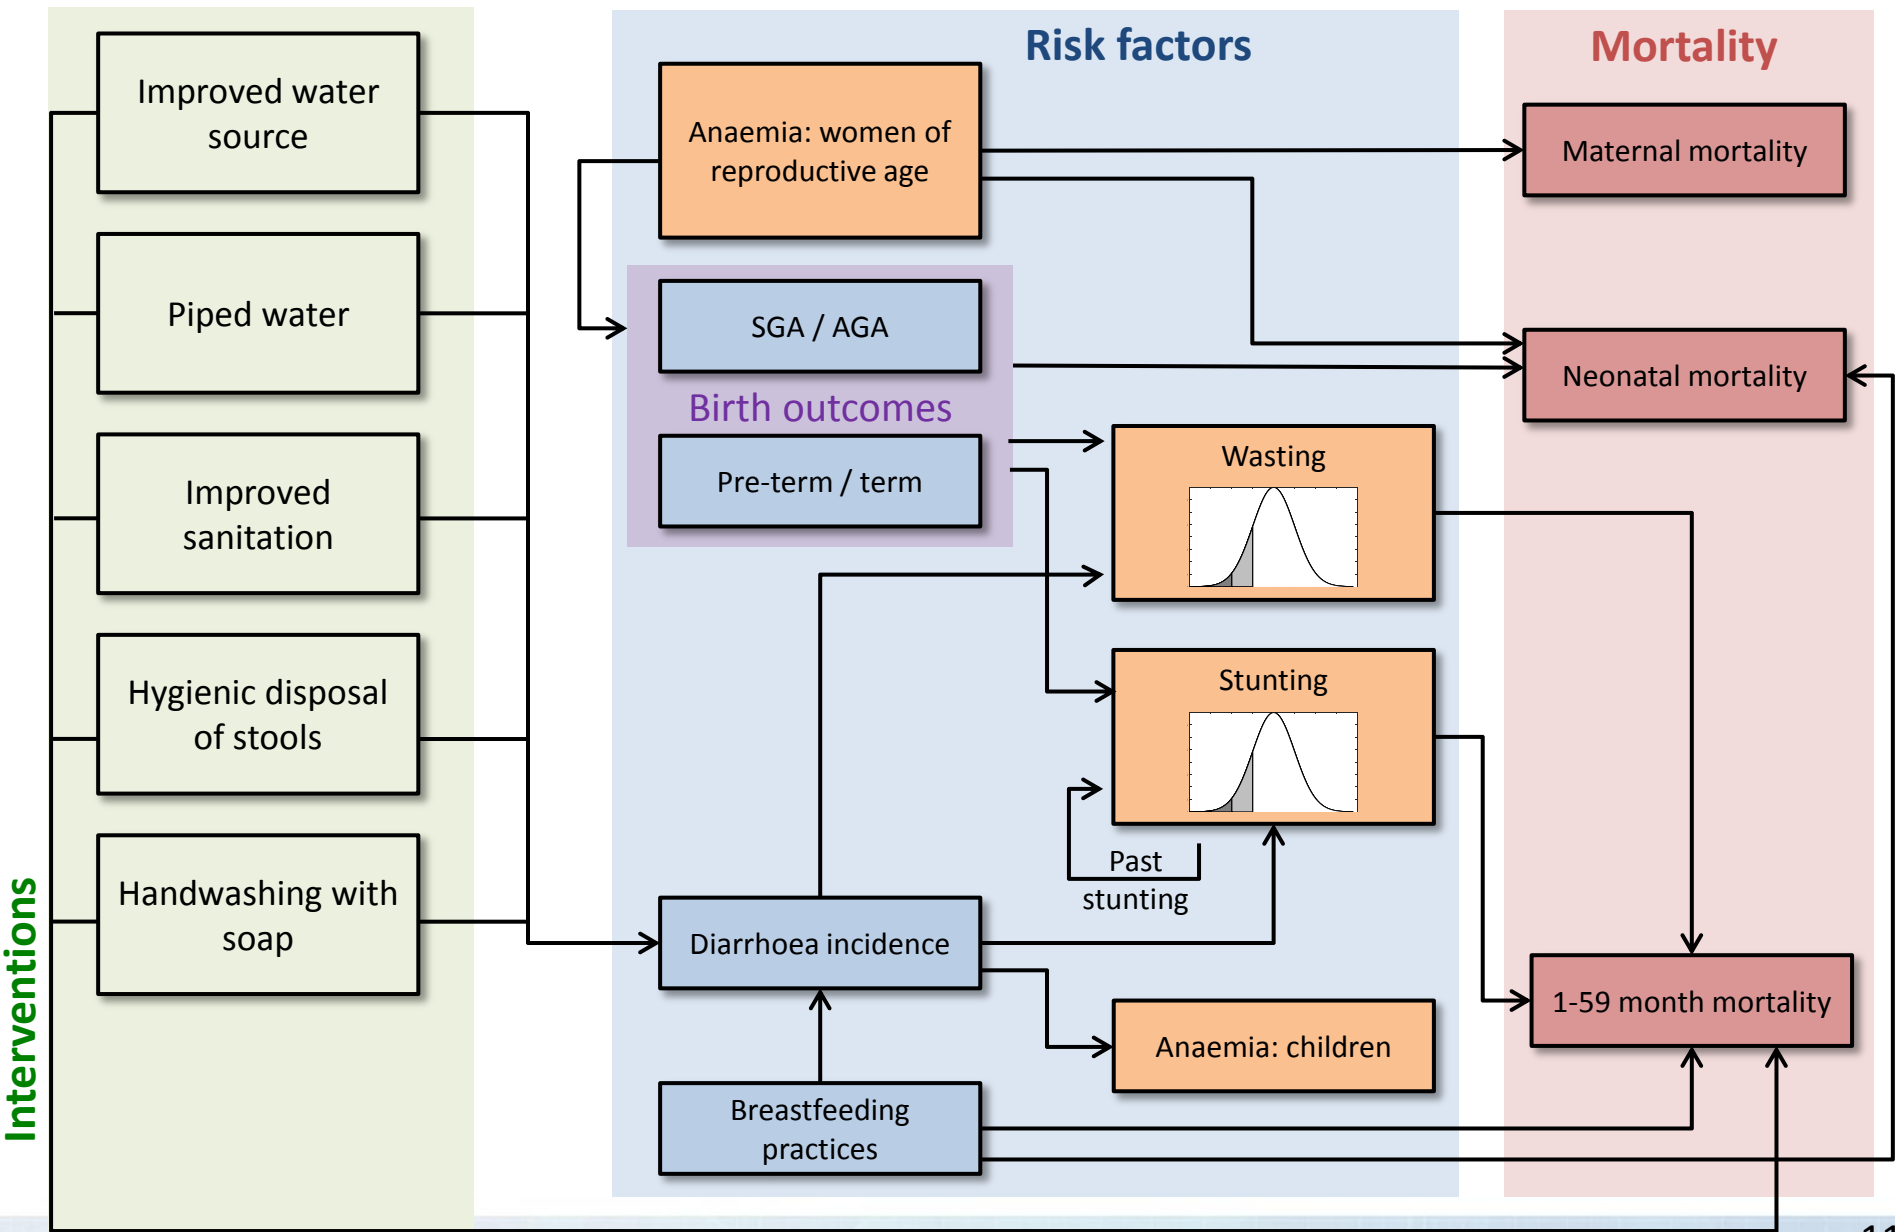 Interventions
Improved water
source
Piped water
Improved
sanitation
Hygienic disposal
of stools
Handwashing with
soap
Risk factors
Anaemia: women of
reproductive age
SGA / AGA
Birth outcomes
Pre-term / term
Wasting
Stunting
Past
stunting
Diarrhoea incidence
Anaemia: children
Breastfeeding
practices
Mortality
Maternal mortality
Neonatal mortality
1-59 month mortality